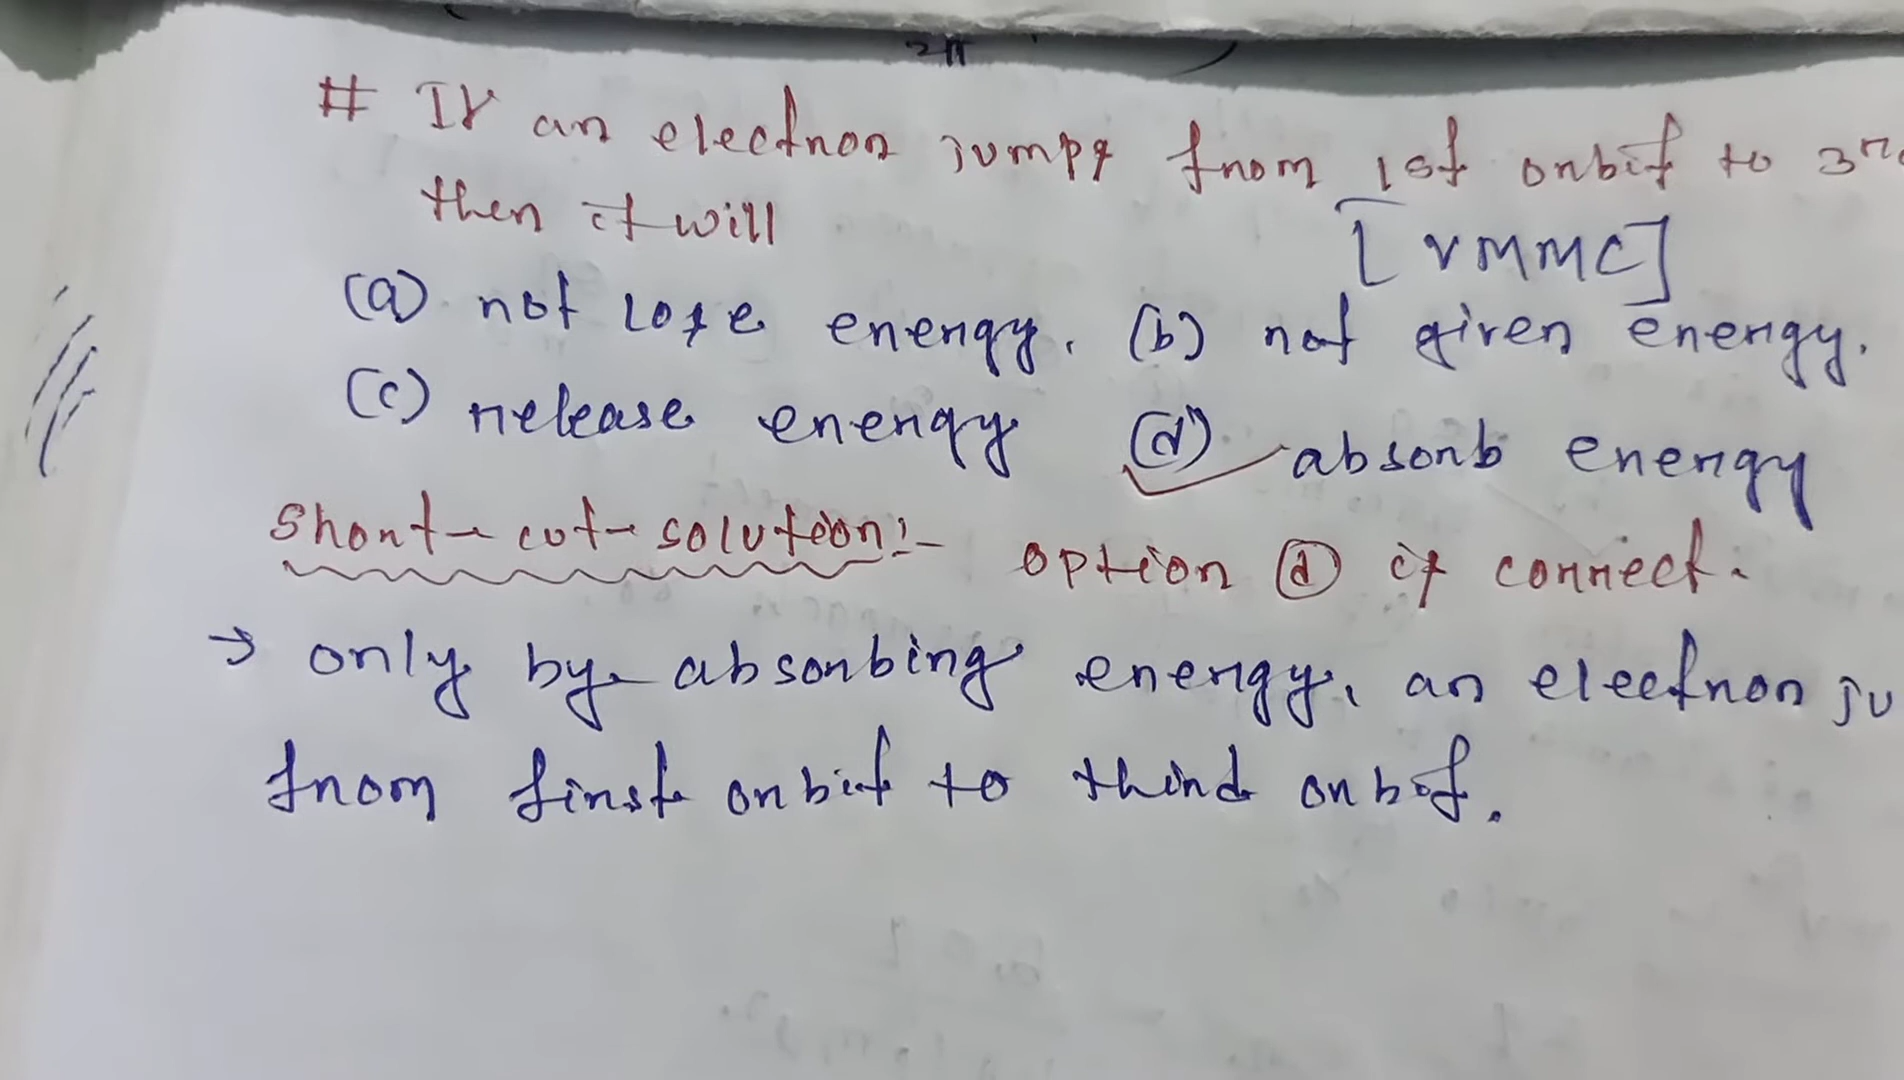 2π
# If an electron jumps from 1st orbit to 3rd
then it will
[VMMC]
(a) not lose energy. (b) not given energy.
(c) release energy (d) absorb energy
Short-cut-solution:- option (d) is correct.
→ only by absorbing energy, an electron ju
from first orbit to third orbit.